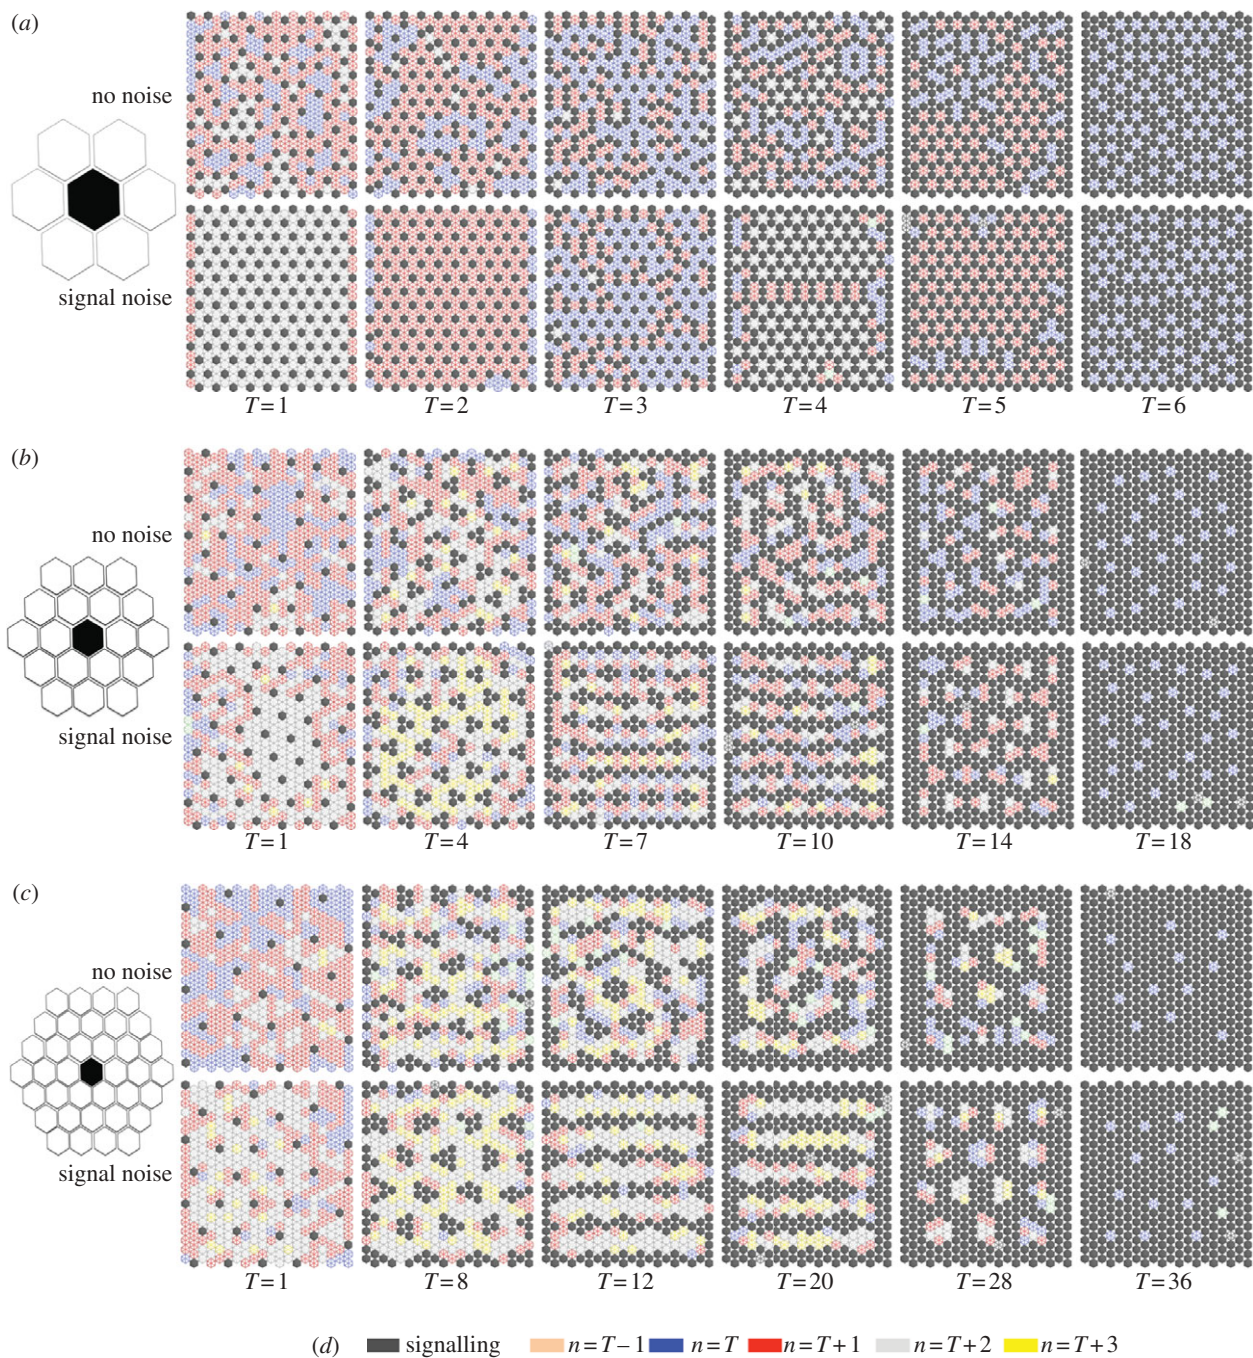 (a)
no noise
signal noise
T=1 T=2 T=3 T=4 T=5 T=6
(b)
no noise
signal noise
T=1 T=4 T=7 T=10 T=14 T=18
(c)
no noise
signal noise
T=1 T=8 T=12 T=20 T=28 T=36
(d) signalling n=T−1 n=T n=T+1 n=T+2 n=T+3